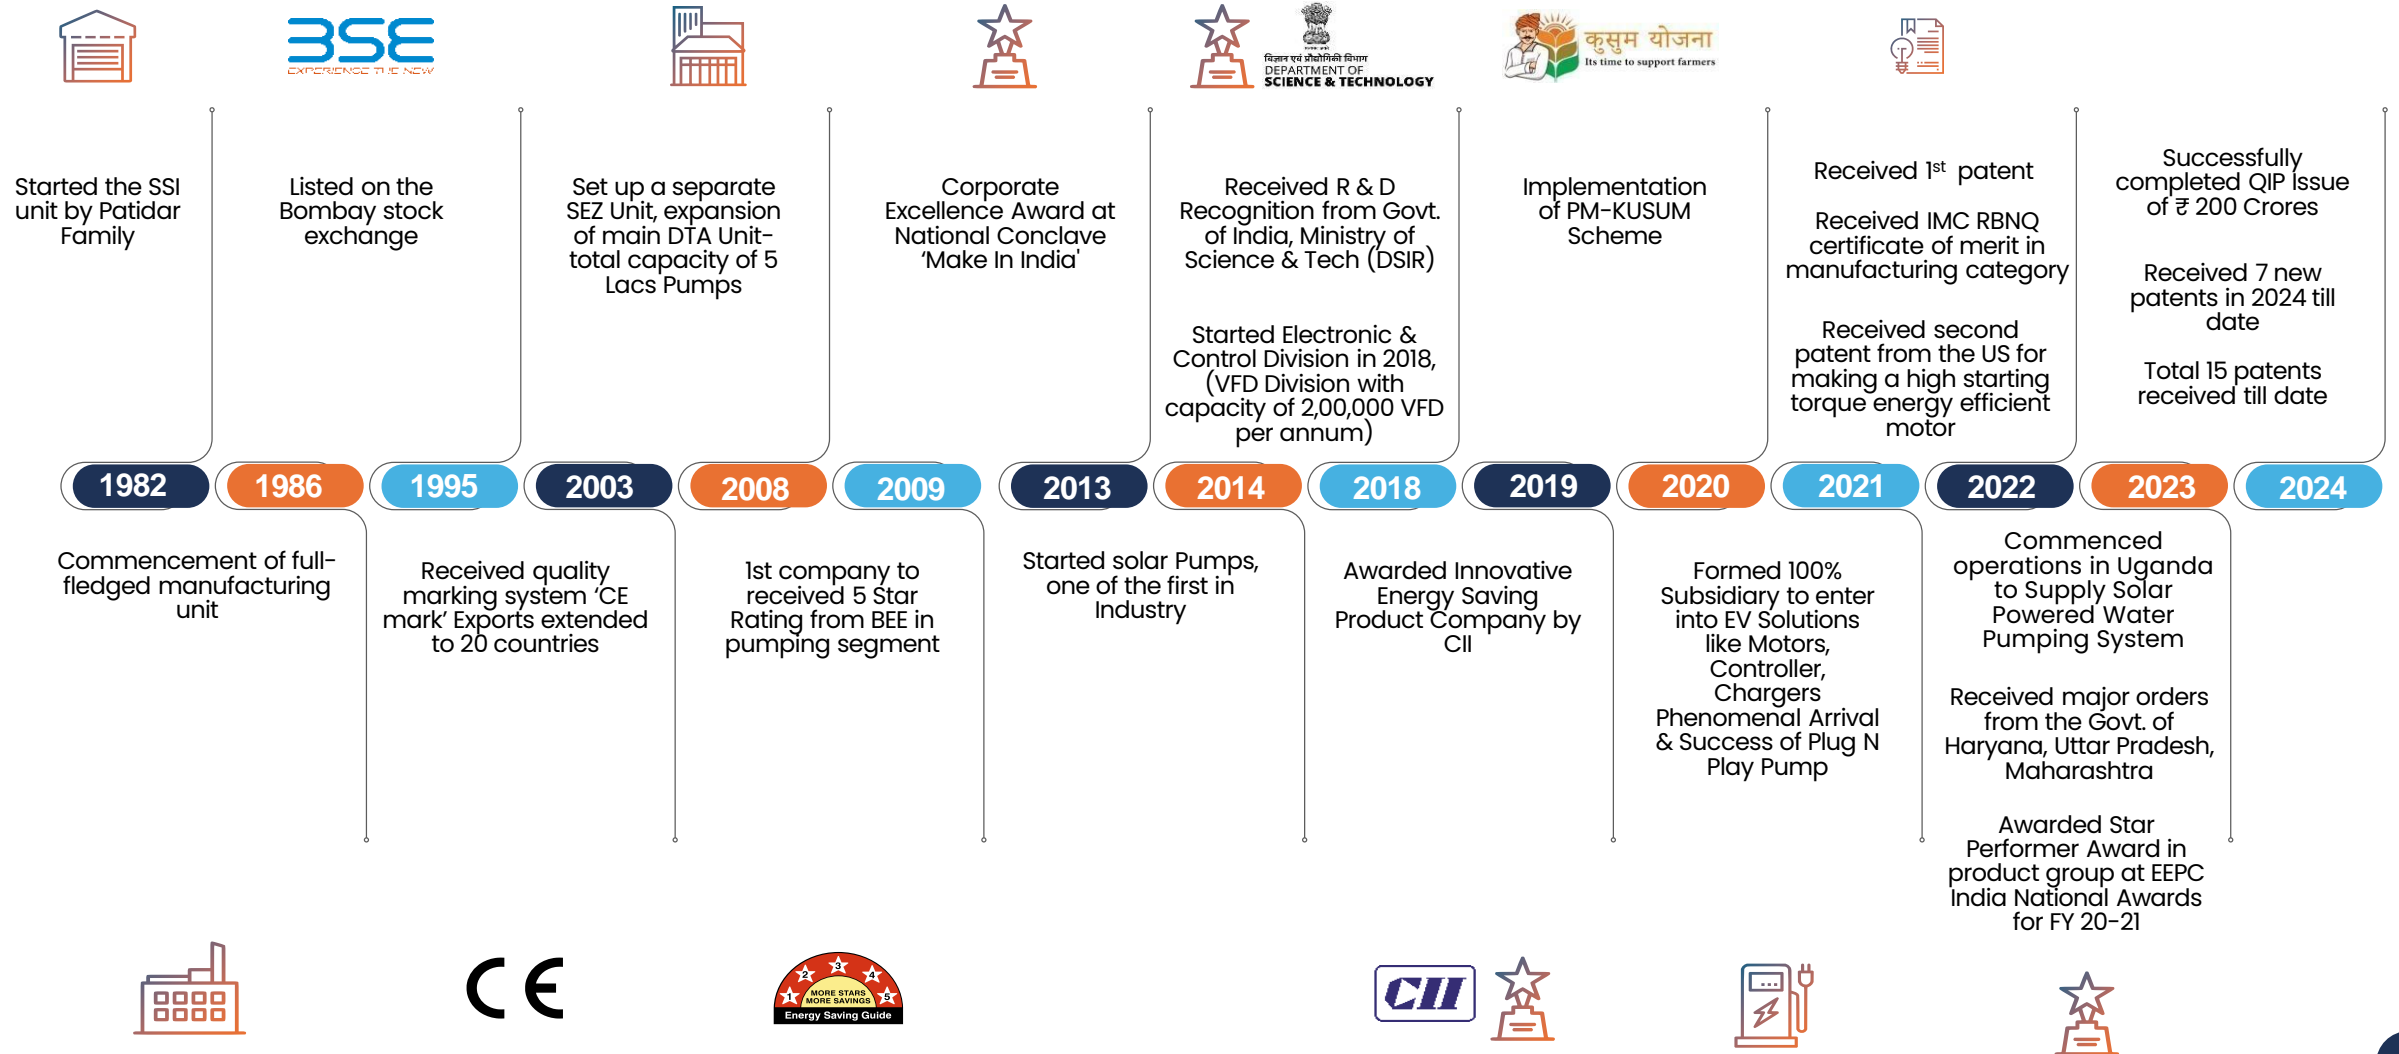 BSE
EXPERIENCE THE NEW
विज्ञान एवं प्रौद्योगिकी विभाग
DEPARTMENT OF
SCIENCE & TECHNOLOGY
कुसुम योजना
Its time to support farmers
Started the SSI
unit by Patidar
Family
Listed on the
Bombay stock
exchange
Set up a separate
SEZ Unit, expansion
of main DTA Unit-
total capacity of 5
Lacs Pumps
Corporate
Excellence Award at
National Conclave
‘Make In India'
Received R & D
Recognition from Govt.
of India, Ministry of
Science & Tech (DSIR)
Started Electronic &
Control Division in 2018,
(VFD Division with
capacity of 2,00,000 VFD
per annum)
Implementation
of PM-KUSUM
Scheme
Received 1st patent
Received IMC RBNQ
certificate of merit in
manufacturing category
Received second
patent from the US for
making a high starting
torque energy efficient
motor
Successfully
completed QIP Issue
of ₹ 200 Crores
Received 7 new
patents in 2024 till
date
Total 15 patents
received till date
1982
1986
1995
2003
2008
2009
2013
2014
2018
2019
2020
2021
2022
2023
2024
Commencement of full-
fledged manufacturing
unit
Received quality
marking system ‘CE
mark’ Exports extended
to 20 countries
1st company to
received 5 Star
Rating from BEE in
pumping segment
Started solar Pumps,
one of the first in
Industry
Awarded Innovative
Energy Saving
Product Company by
CII
Formed 100%
Subsidiary to enter
into EV Solutions
like Motors,
Controller,
Chargers
Phenomenal Arrival
& Success of Plug N
Play Pump
Commenced
operations in Uganda
to Supply Solar
Powered Water
Pumping System
Received major orders
from the Govt. of
Haryana, Uttar Pradesh,
Maharashtra
Awarded Star
Performer Award in
product group at EEPC
India National Awards
for FY 20-21
CE
1 2 3 4 5
MORE STARS
MORE SAVINGS
Energy Saving Guide
CII